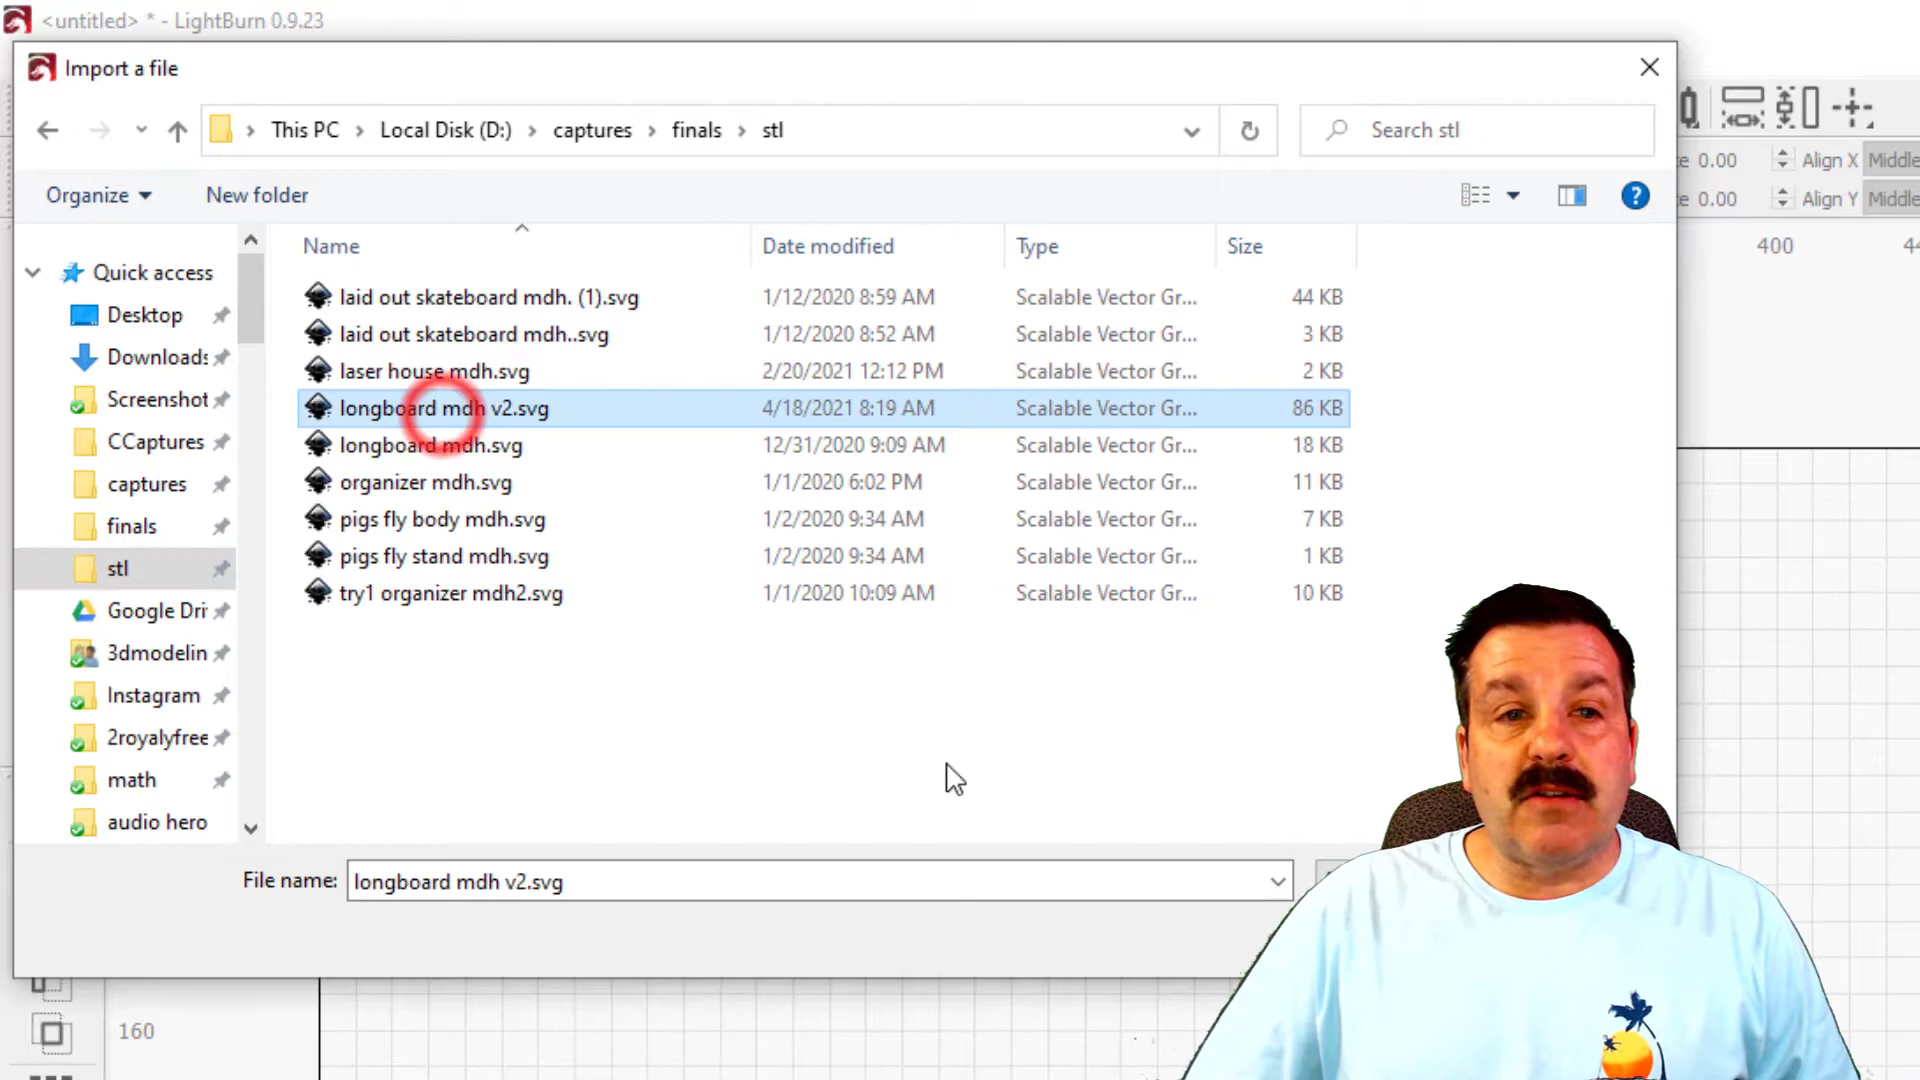 <untitled> * - LightBurn 0.9.23
Import a file
This PC > Local Disk (D:) > captures > finals > stl
Search stl
0.00 Align X Middle
Organize New folder
0.00 Align Y Middle
Name Date modified Type Size
400
Quick access
laid out skateboard mdh. (1).svg 1/12/2020 8:59 AM Scalable Vector Gr... 44 KB
Desktop
laid out skateboard mdh..svg 1/12/2020 8:52 AM Scalable Vector Gr... 3 KB
Downloads
laser house mdh.svg 2/20/2021 12:12 PM Scalable Vector Gr... 2 KB
Screenshot
longboard mdh v2.svg 4/18/2021 8:19 AM Scalable Vector Gr... 86 KB
CCaptures
longboard mdh.svg 12/31/2020 9:09 AM Scalable Vector Gr... 18 KB
captures
organizer mdh.svg 1/1/2020 6:02 PM Scalable Vector Gr... 11 KB
finals
pigs fly body mdh.svg 1/2/2020 9:34 AM Scalable Vector Gr... 7 KB
stl
pigs fly stand mdh.svg 1/2/2020 9:34 AM Scalable Vector Gr... 1 KB
Google Dri
try1 organizer mdh2.svg 1/1/2020 10:09 AM Scalable Vector Gr... 10 KB
3dmodelin
Instagram
2royalyfree
math
audio hero
File name: longboard mdh v2.svg
160